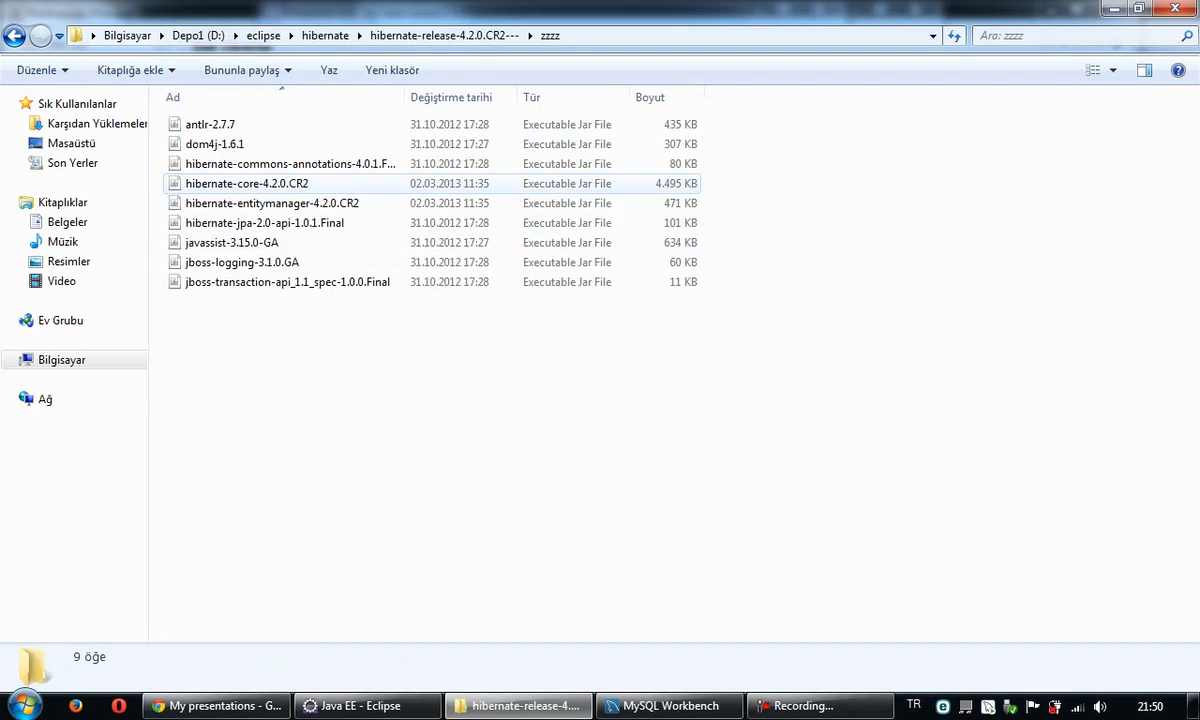 Bilgisayar Depo1 (D:) eclipse hibernate hibernate-release-4.2.0.CR2--- zzzz
Ara: zzzz
Düzenle Kitaplığa ekle Bununla paylaş Yaz Yeni klasör
Ad Değiştirme tarihi Tür Boyut
Sık Kullanılanlar
Karşıdan Yüklemeler
Masaüstü
Son Yerler
Kitaplıklar
Belgeler
Müzik
Resimler
Video
Ev Grubu
Bilgisayar
Ağ
antlr-2.7.7 31.10.2012 17:28 Executable Jar File 435 KB
dom4j-1.6.1 31.10.2012 17:27 Executable Jar File 307 KB
hibernate-commons-annotations-4.0.1.F... 31.10.2012 17:28 Executable Jar File 80 KB
hibernate-core-4.2.0.CR2 02.03.2013 11:35 Executable Jar File 4.495 KB
hibernate-entitymanager-4.2.0.CR2 02.03.2013 11:35 Executable Jar File 471 KB
hibernate-jpa-2.0-api-1.0.1.Final 31.10.2012 17:28 Executable Jar File 101 KB
javassist-3.15.0-GA 31.10.2012 17:27 Executable Jar File 634 KB
jboss-logging-3.1.0.GA 31.10.2012 17:28 Executable Jar File 60 KB
jboss-transaction-api_1.1_spec-1.0.0.Final 31.10.2012 17:28 Executable Jar File 11 KB
9 öğe
My presentations - G... Java EE - Eclipse hibernate-release-4.... MySQL Workbench Recording... TR 21:50